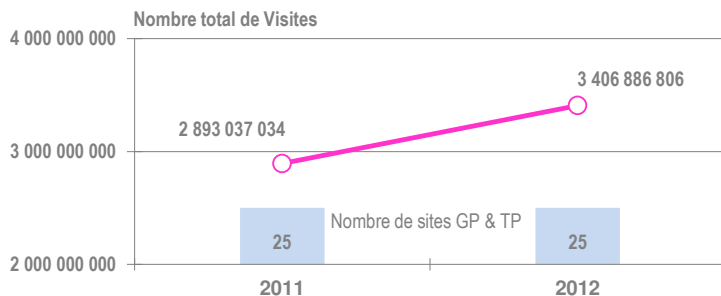 Nombre total de Visites
4 000 000 000
3 406 886 806
2 893 037 034
3 000 000 000
Nombre de sites GP & TP
25 25
2 000 000 000
2011 2012